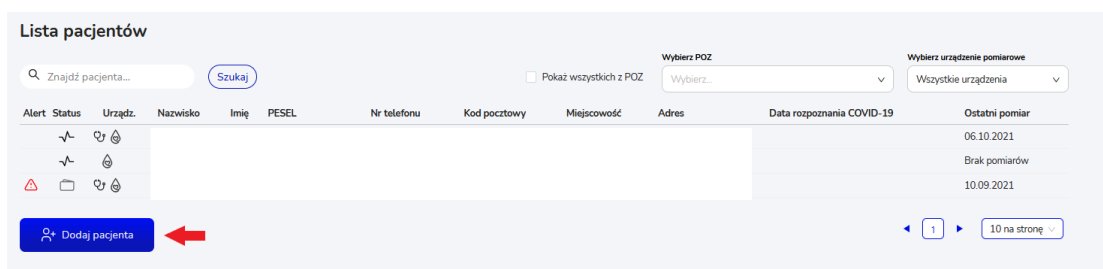 Lista pacjentów
Wybierz POZ
Wybierz urządzenie pomiarowe
Znajdź pacjenta...
Szukaj
Pokaż wszystkich z POZ
Wybierz...
Wszystkie urządzenia
Alert Status Urządz. Nazwisko Imię PESEL Nr telefonu Kod pocztowy Miejscowość Adres Data rozpoznania COVID-19 Ostatni pomiar
06.10.2021
Brak pomiarów
10.09.2021
Dodaj pacjenta
1
10 na stronę